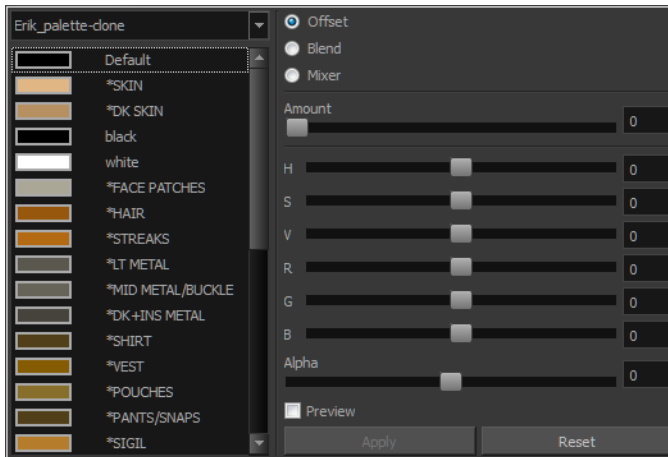 Erik_palette-clone
Default
*SKIN
*DK SKIN
black
white
*FACE PATCHES
*HAIR
*STREAKS
*LT METAL
*MID METAL/BUCKLE
*DK+INS METAL
*SHIRT
*VEST
*POUCHES
*PANTS/SNAPS
*SIGIL
Offset
Blend
Mixer
Amount
0
H 0
S 0
V 0
R 0
G 0
B 0
Alpha
0
Preview
Apply Reset